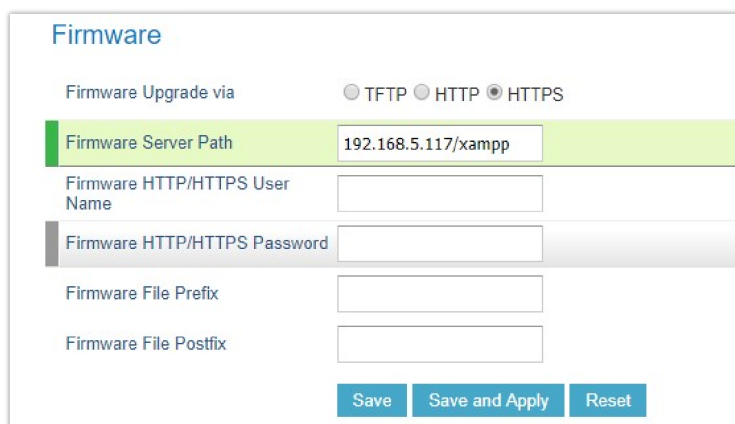 Firmware
Firmware Upgrade via TFTP HTTP HTTPS
Firmware Server Path 192.168.5.117/xampp
Firmware HTTP/HTTPS User
Name
Firmware HTTP/HTTPS Password
Firmware File Prefix
Firmware File Postfix
Save Save and Apply Reset